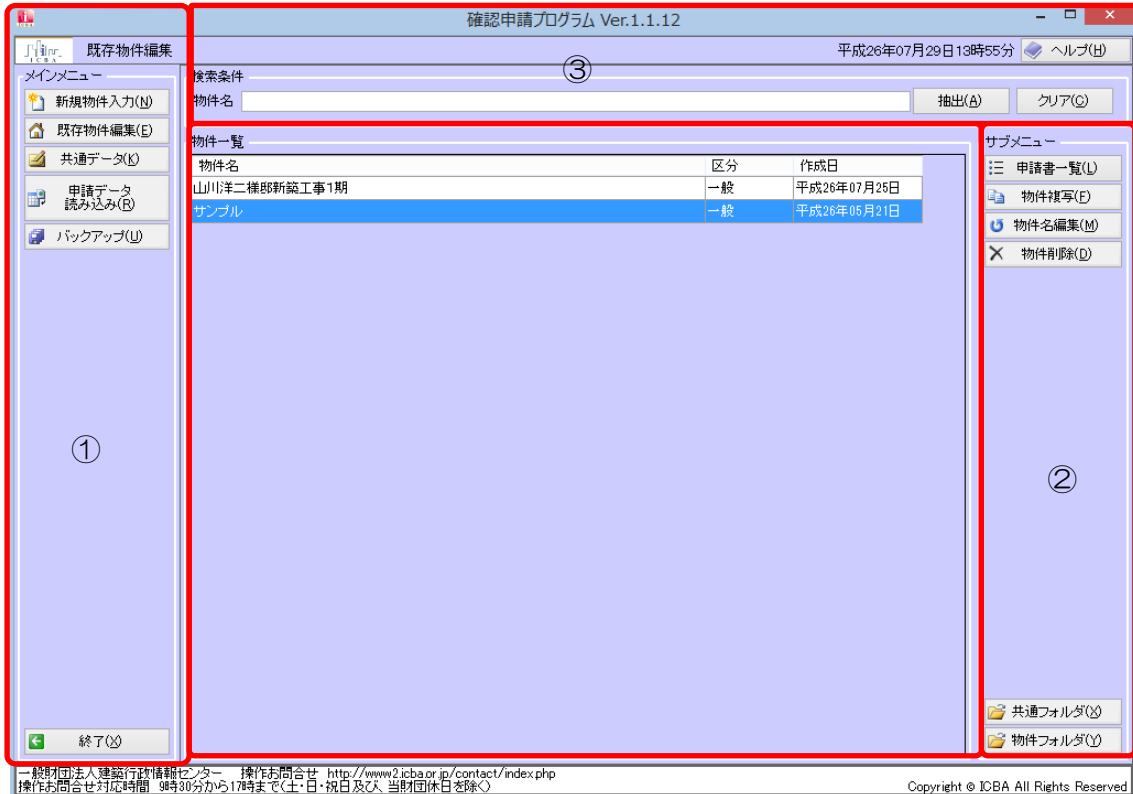 確認申請プログラム Ver.1.1.12
ICBA
既存物件編集
平成26年07月29日13時55分
ヘルプ(H)
メインメニュー
新規物件入力(N)
既存物件編集(E)
共通データ(K)
申請データ
読み込み(R)
バックアップ(U)
①
終了(X)
検索条件
③
物件名
抽出(A)
クリア(C)
物件一覧
物件名 区分 作成日
山川洋二様邸新築工事1期 一般 平成26年07月25日
サンプル 一般 平成26年05月21日
サブメニュー
申請書一覧(L)
物件複写(F)
物件名編集(M)
物件削除(D)
②
共通フォルダ(X)
物件フォルダ(Y)
一般財団法人建築行政情報センター 操作お問合せ http://www2.icba.or.jp/contact/index.php
操作お問合せ対応時間 9時30分から17時まで(土・日・祝日及び、当財団休日を除く)
Copyright © ICBA All Rights Reserved